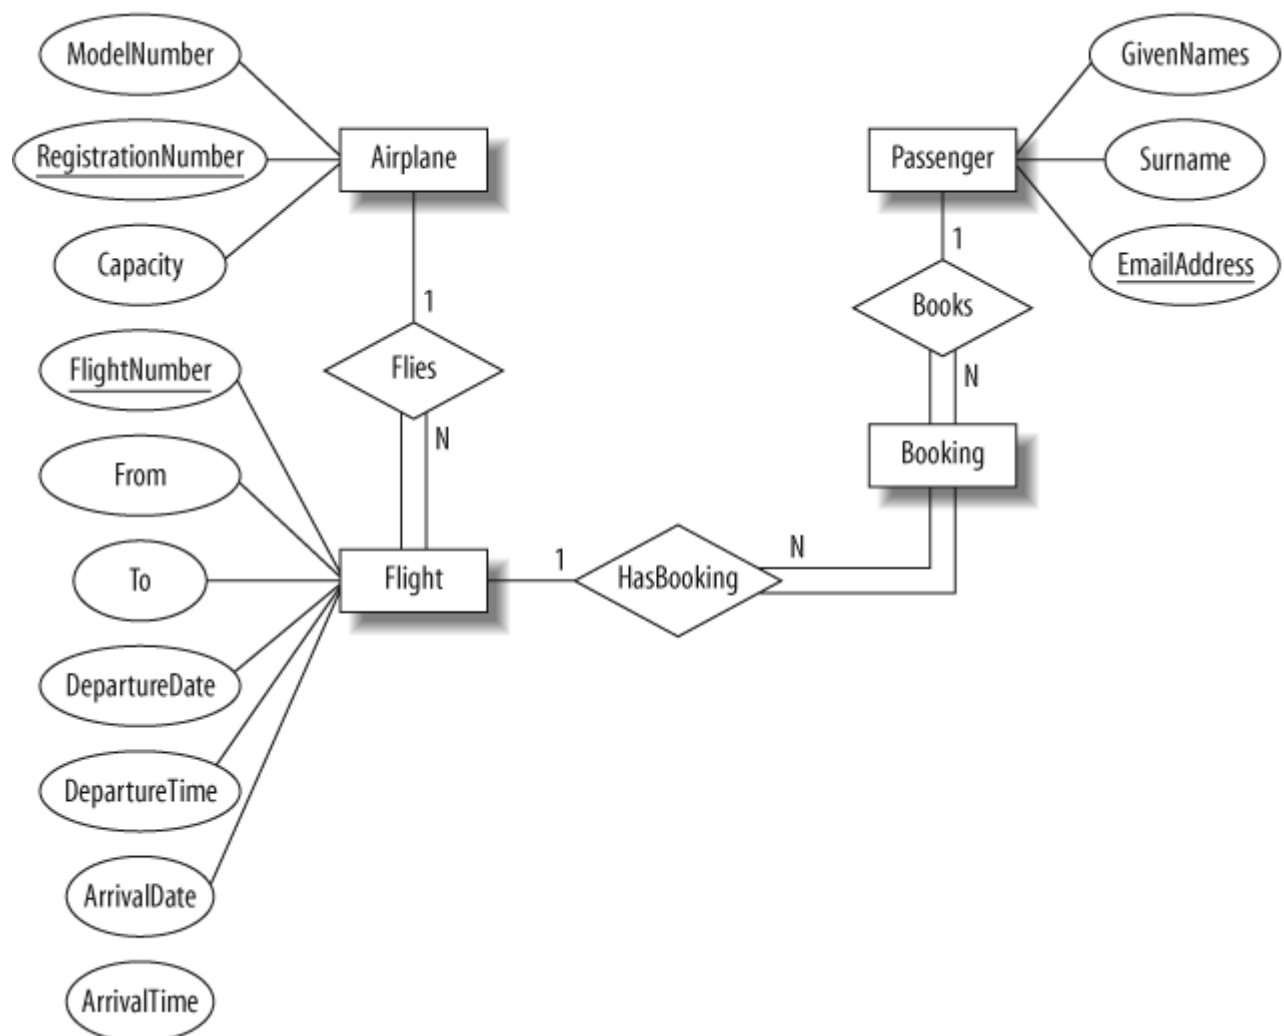 ModelNumber
GivenNames
RegistrationNumber
Airplane
Passenger
Surname
Capacity
1
EmailAddress
1
Books
FlightNumber
Flies
N
N
Booking
From
To
Flight
1
HasBooking
N
DepartureDate
DepartureTime
ArrivalDate
ArrivalTime